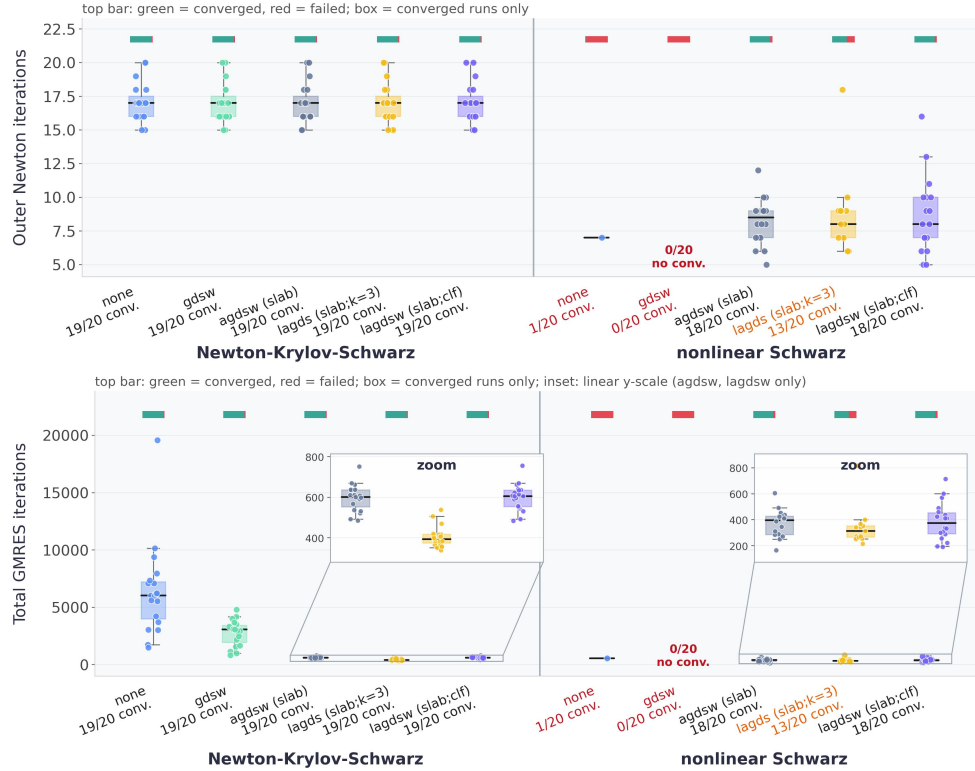 top bar: green = converged, red = failed; box = converged runs only
Outer Newton iterations
22.5
20.0
17.5
15.0
12.5
10.0
7.5
5.0
0/20
no conv.
none
19/20 conv.
gdsw
19/20 conv.
agdsw (slab)
19/20 conv.
lagds (slab;k=3)
19/20 conv.
lagdsw (slab;clf)
19/20 conv.
none
1/20 conv.
gdsw
0/20 conv.
agdsw (slab)
18/20 conv.
lagds (slab;k=3)
13/20 conv.
lagdsw (slab;clf)
18/20 conv.
Newton-Krylov-Schwarz
nonlinear Schwarz
top bar: green = converged, red = failed; box = converged runs only; inset: linear y-scale (agdsw, lagdsw only)
Total GMRES iterations
20000
15000
10000
5000
0
zoom
800
600
400
zoom
800
600
400
200
0/20
no conv.
none
19/20 conv.
gdsw
19/20 conv.
agdsw (slab)
19/20 conv.
lagds (slab;k=3)
19/20 conv.
lagdsw (slab;clf)
19/20 conv.
none
1/20 conv.
gdsw
0/20 conv.
agdsw (slab)
18/20 conv.
lagds (slab;k=3)
13/20 conv.
lagdsw (slab;clf)
18/20 conv.
Newton-Krylov-Schwarz
nonlinear Schwarz